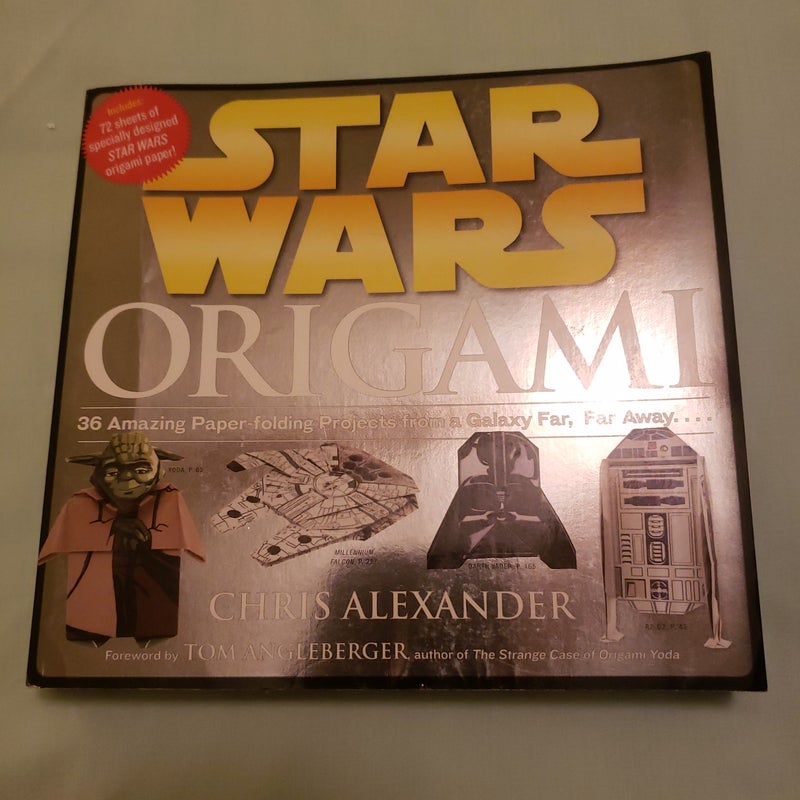 Includes:
72 sheets of
specially designed
STAR WARS
origami paper!
STAR
WARS
ORIGAMI
36 Amazing Paper-folding Projects from a Galaxy Far, Far Away....
YODA, P. 63
MILLENNIUM
FALCON, P.
DARTH VADER, P. 165
R2-D2, P.
CHRIS ALEXANDER
Foreword by TOM ANGLEBERGER, author of The Strange Case of Origami Yoda